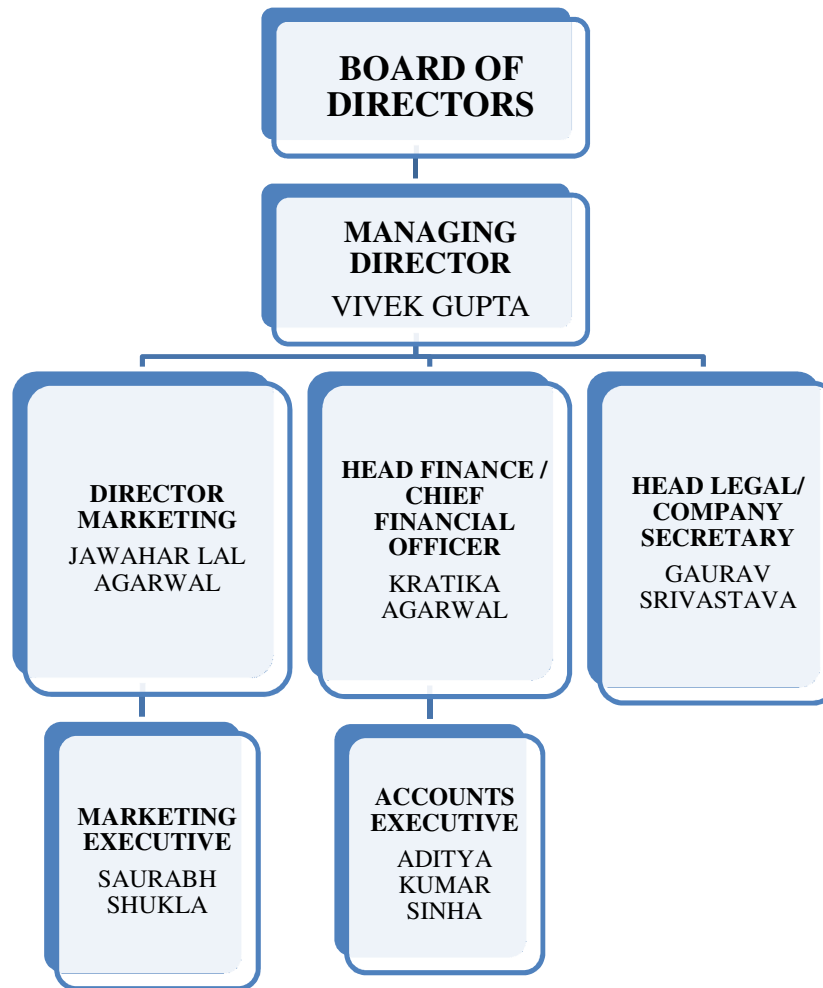 BOARD OF
DIRECTORS
MANAGING
DIRECTOR
VIVEK GUPTA
DIRECTOR
MARKETING
JAWAHAR LAL
AGARWAL
HEAD FINANCE /
CHIEF
FINANCIAL
OFFICER
KRATIKA
AGARWAL
HEAD LEGAL/
COMPANY
SECRETARY
GAURAV
SRIVASTAVA
MARKETING
EXECUTIVE
SAURABH
SHUKLA
ACCOUNTS
EXECUTIVE
ADITYA
KUMAR
SINHA